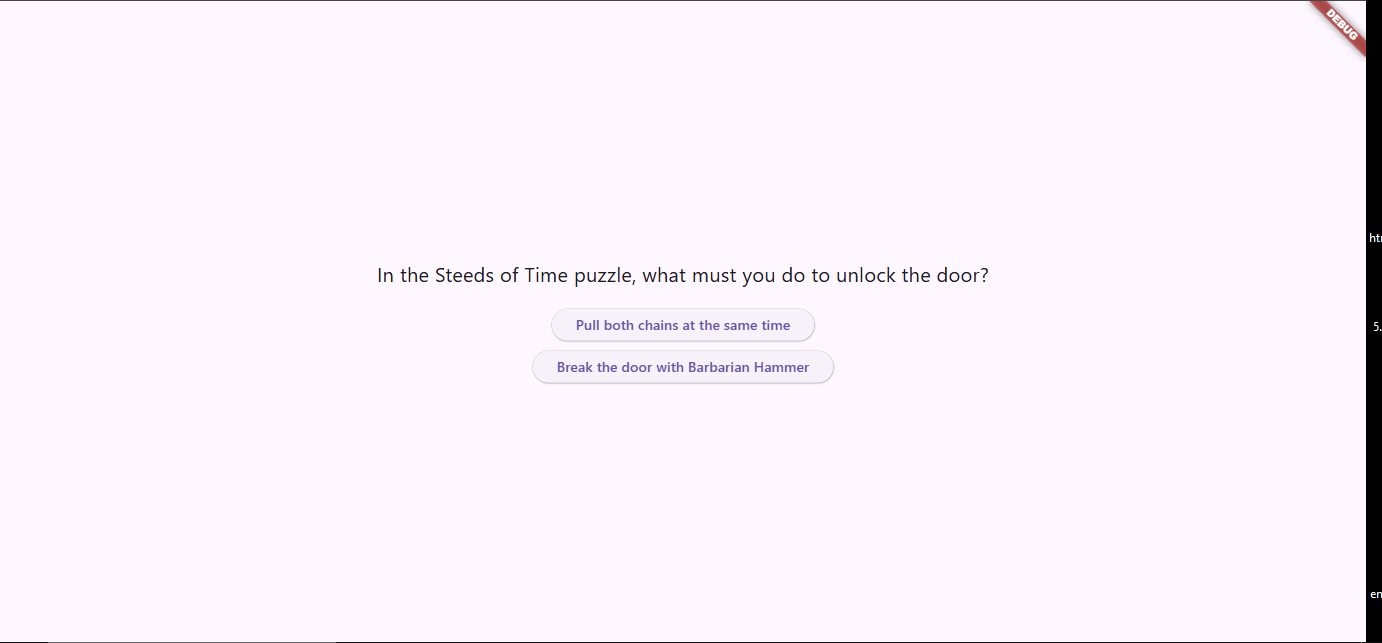 DEBUG
In the Steeds of Time puzzle, what must you do to unlock the door?
Pull both chains at the same time
Break the door with Barbarian Hammer
5.
en